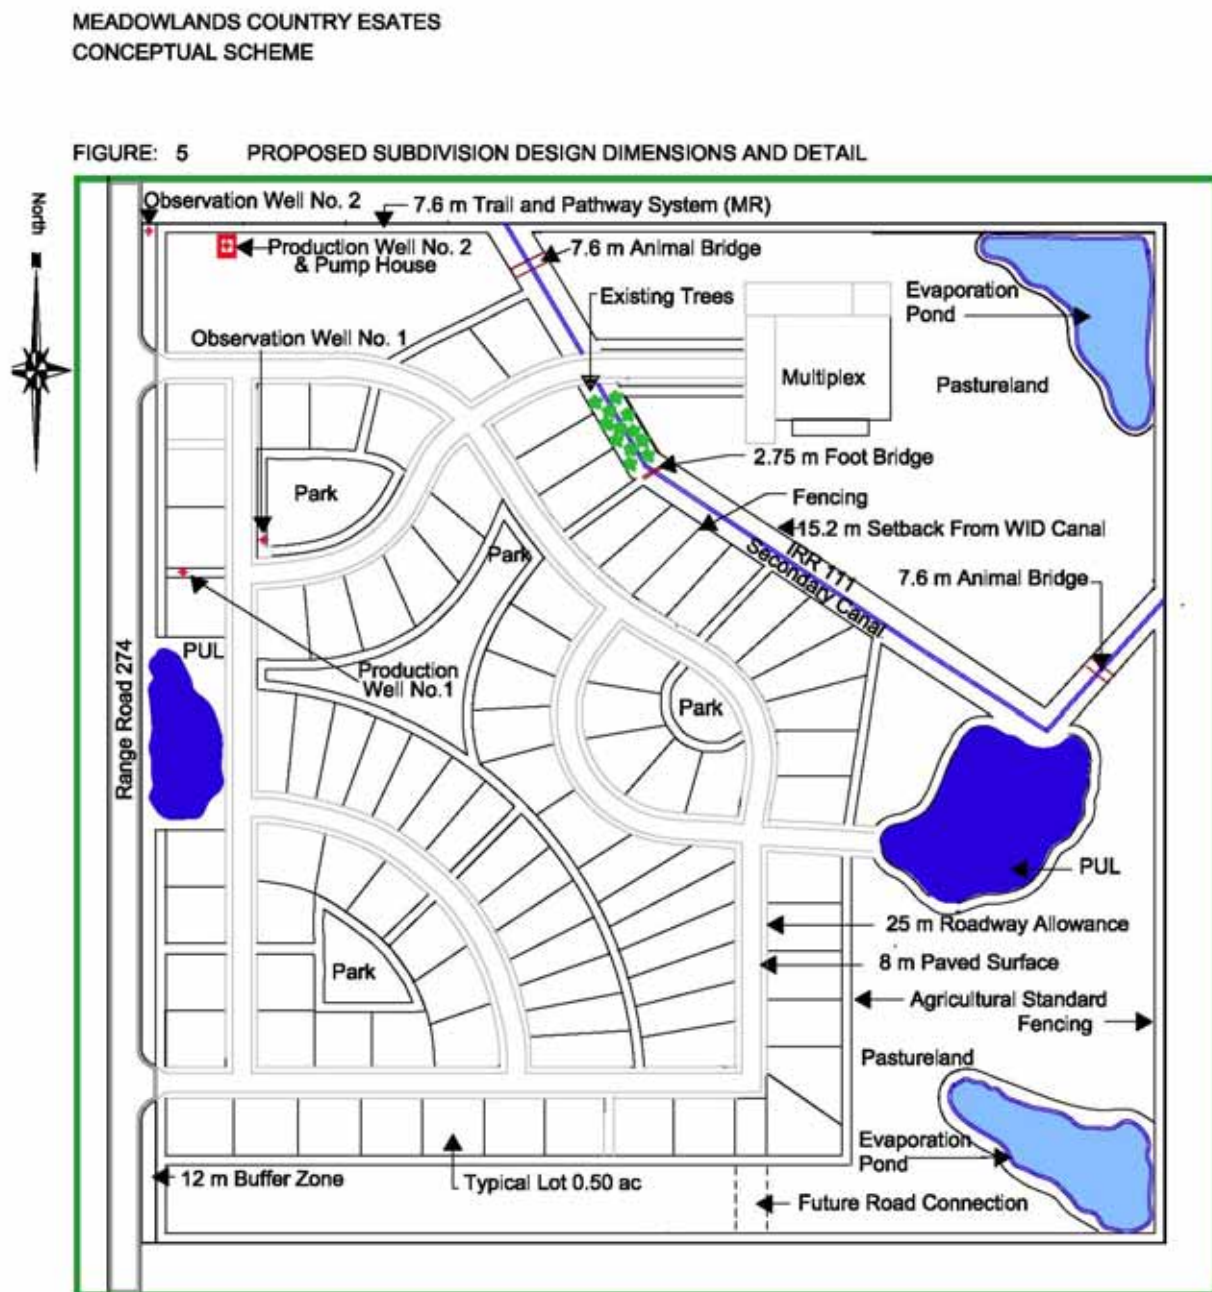 MEADOWLANDS COUNTRY ESATES
CONCEPTUAL SCHEME
FIGURE: 5 PROPOSED SUBDIVISION DESIGN DIMENSIONS AND DETAIL
North
Observation Well No. 2
7.6 m Trail and Pathway System (MR)
Production Well No. 2
& Pump House
7.6 m Animal Bridge
Existing Trees
Evaporation
Pond
Observation Well No. 1
Multiplex
Pastureland
2.75 m Foot Bridge
Park
Fencing
15.2 m Setback From WID Canal
IRR 111
Secondary Canal
Park
7.6 m Animal Bridge
PUL
Production
Well No.1
Range Road 274
Park
PUL
25 m Roadway Allowance
8 m Paved Surface
Park
Agricultural Standard
Fencing
Pastureland
Evaporation
Pond
12 m Buffer Zone
Typical Lot 0.50 ac
Future Road Connection